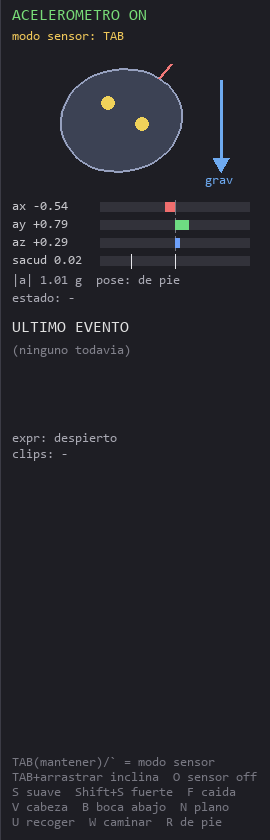 ACELEROMETRO ON
modo sensor: TAB
grav
ax -0.54
ay +0.79
az +0.29
sacud 0.02
|a| 1.01 g  pose: de pie
estado: -
ULTIMO EVENTO
(ninguno todavia)
expr: despierto
clips: -
TAB(mantener)/` = modo sensor
TAB+arrastrar inclina  O sensor off
S suave  Shift+S fuerte  F caida
V cabeza  B boca abajo  N plano
U recoger  W caminar  R de pie